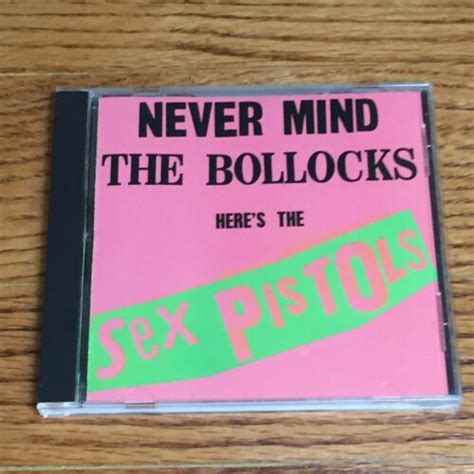 NEVER MIND
THE BOLLOCKS
HERE'S THE
Sex PiSTOLs